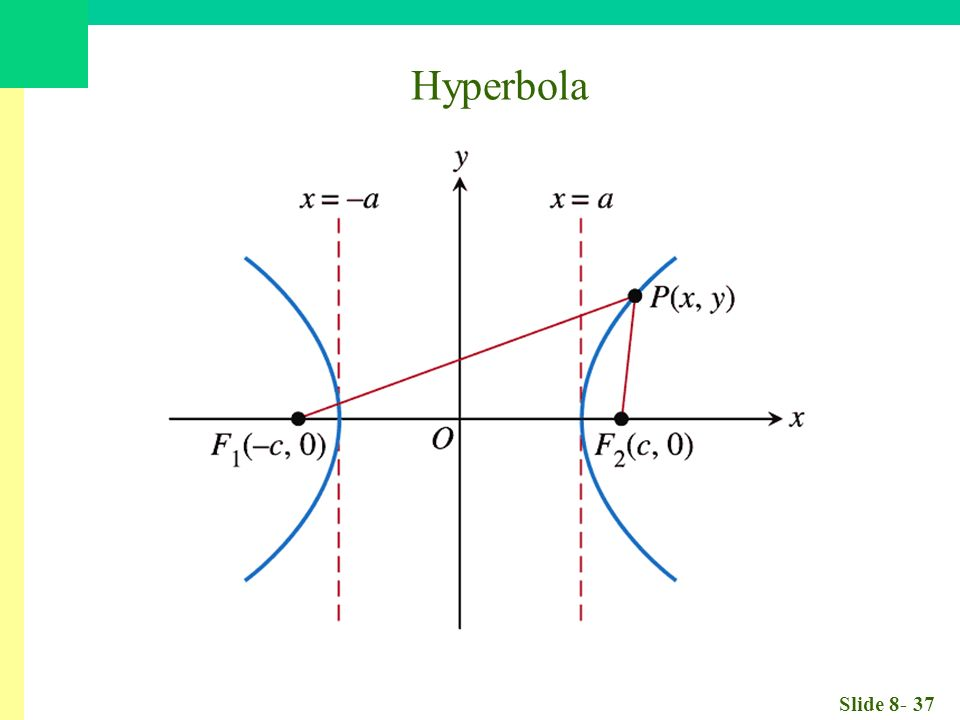 Hyperbola
y
x = –a
x = a
P(x, y)
x
F1(–c, 0)
O
F2(c, 0)
Slide 8- 37